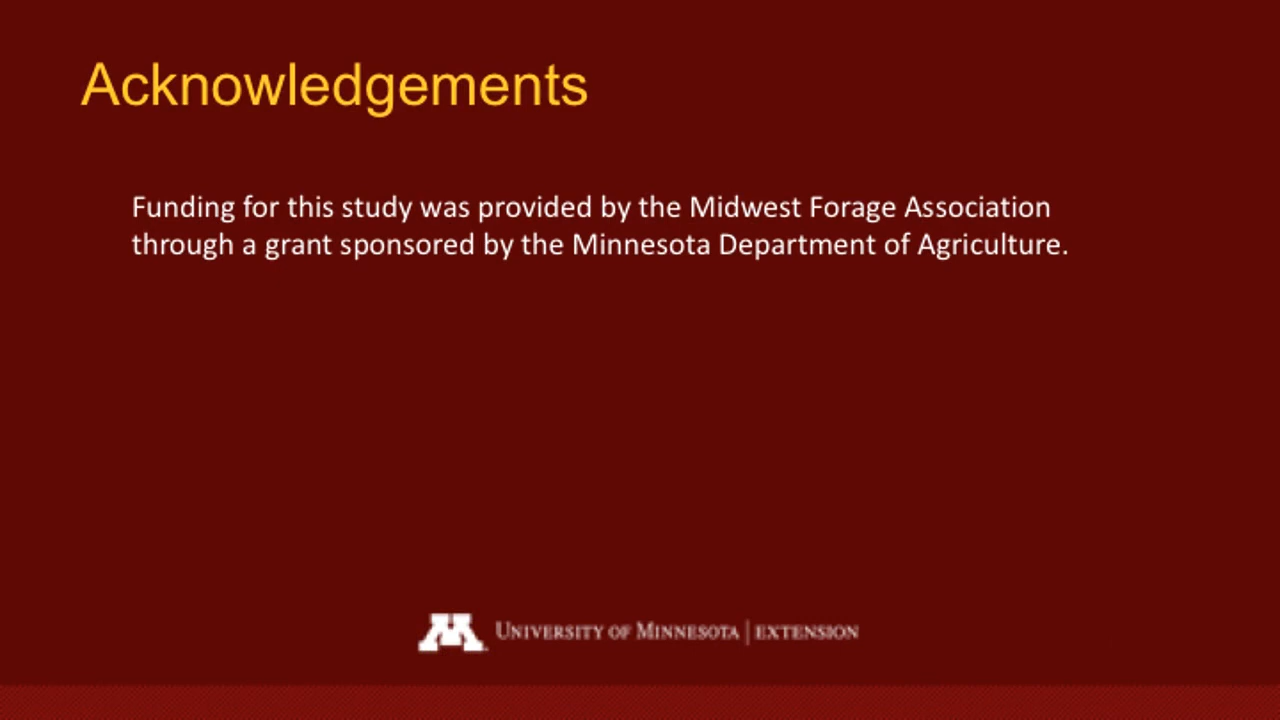 Acknowledgements
Funding for this study was provided by the Midwest Forage Association
through a grant sponsored by the Minnesota Department of Agriculture.
M UNIVERSITY OF MINNESOTA | EXTENSION